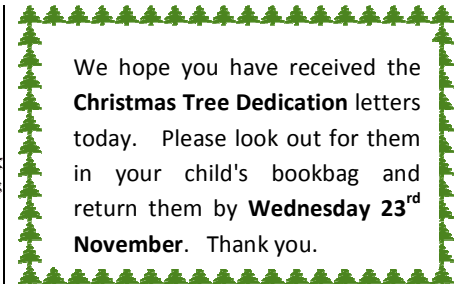 We hope you have received the
Christmas Tree Dedication letters
today. Please look out for them
in your child's bookbag and
return them by Wednesday 23rd
November. Thank you.